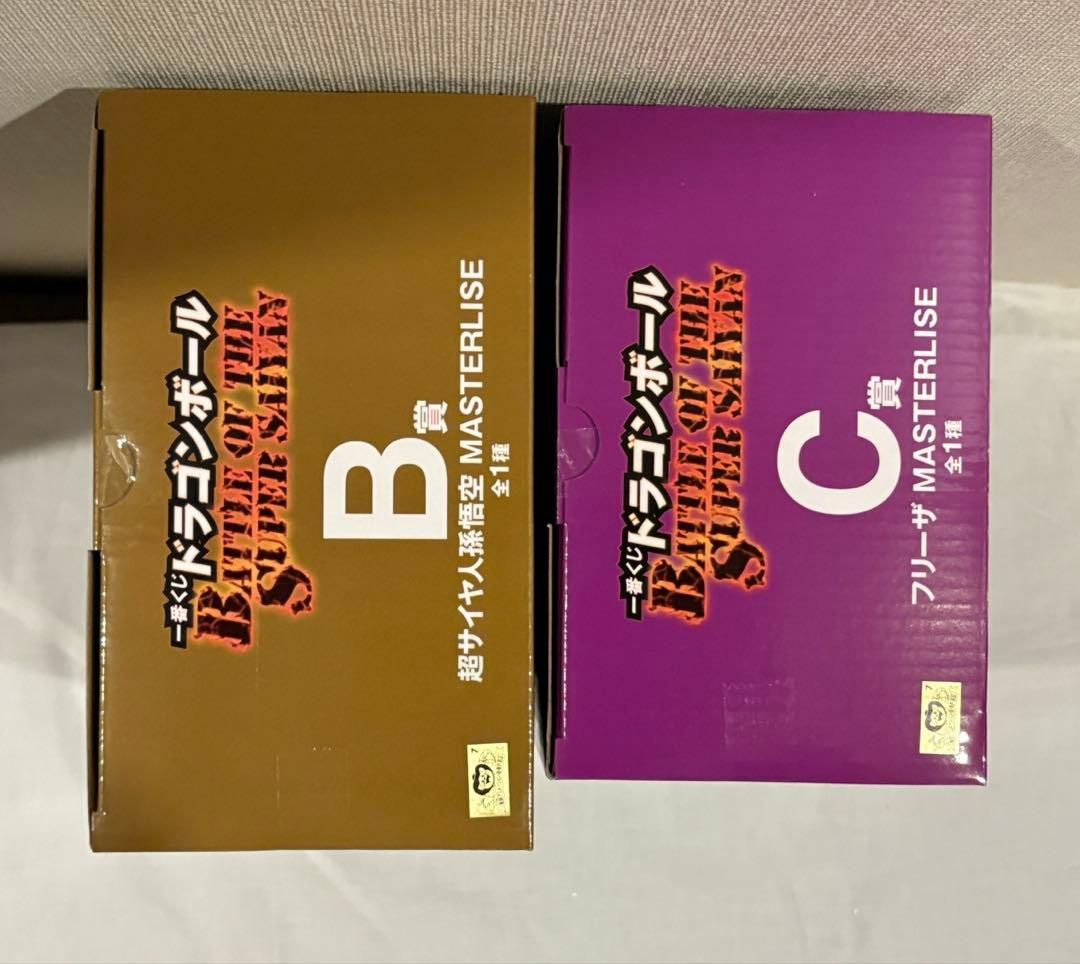 一番くじ ドラゴンボール
BATTLE OF THE
SUPER SAIYAN
B賞
超サイヤ人孫悟空 MASTERLISE
全1種
7
一番くじ ドラゴンボール
BATTLE OF THE
SUPER SAIYAN
C賞
フリーザ MASTERLISE
全1種
7